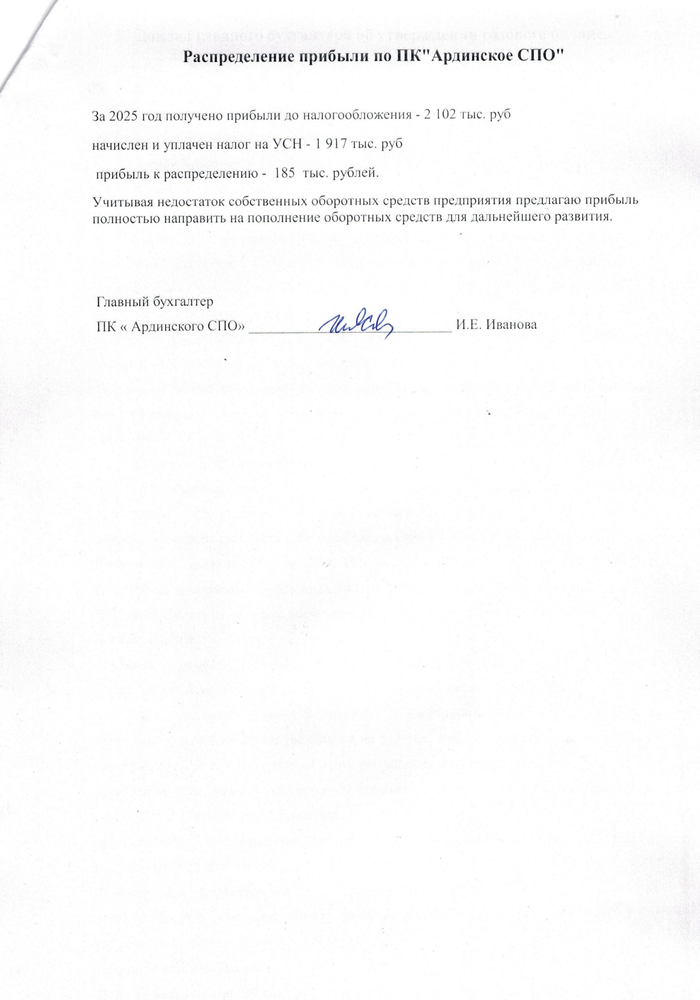 Распределение прибыли по ПК"Ардинское СПО"
За 2025 год получено прибыли до налогообложения - 2 102 тыс. руб
начислен и уплачен налог на УСН - 1 917 тыс. руб
прибыль к распределению - 185 тыс. рублей.
Учитывая недостаток собственных оборотных средств предприятия предлагаю прибыль
полностью направить на пополнение оборотных средств для дальнейшего развития.
Главный бухгалтер
ПК « Ардинского СПО» ____________________ И.Е. Иванова